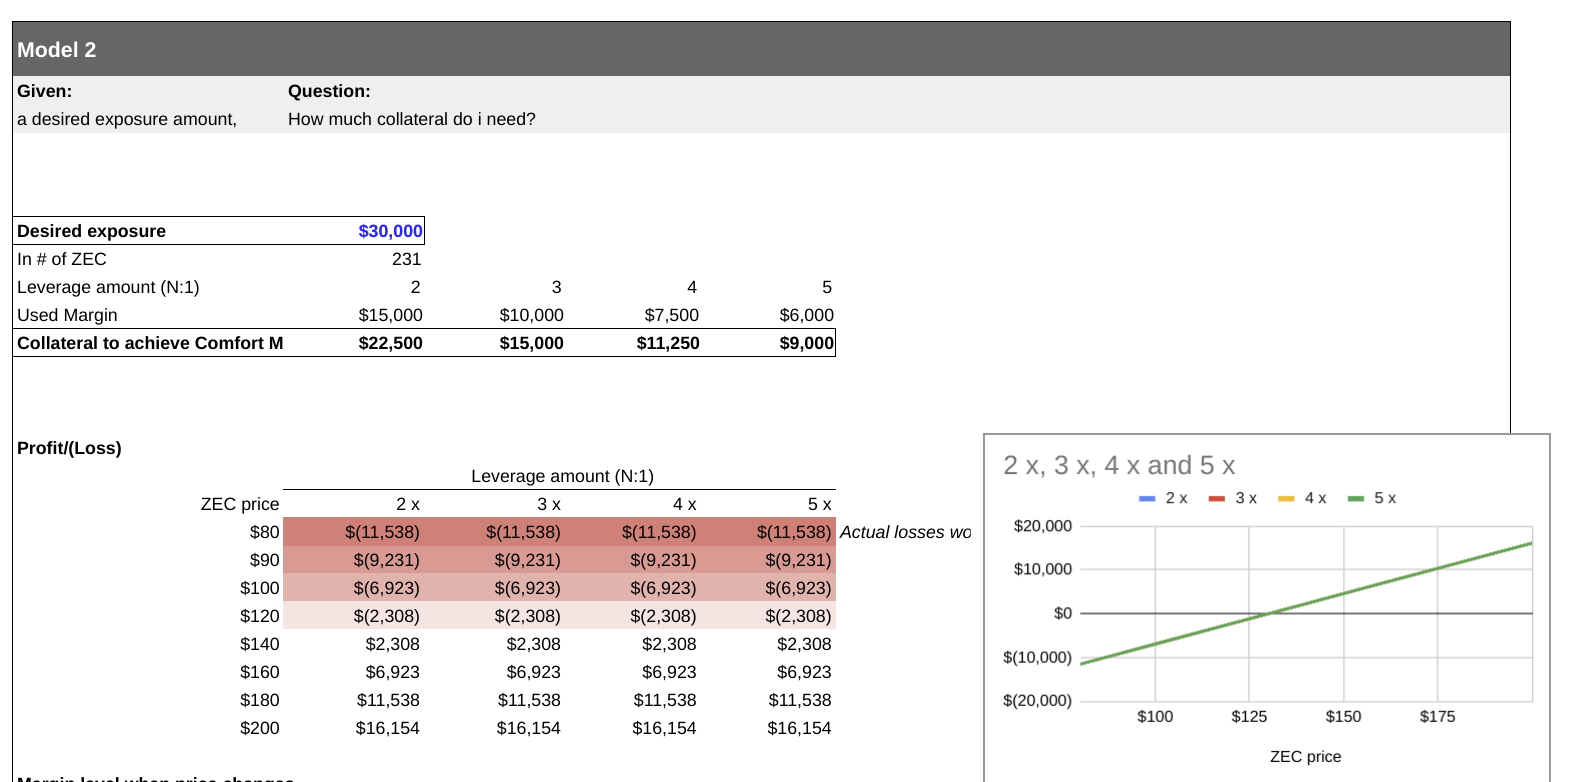 Model 2
Given: Question:
a desired exposure amount, How much collateral do i need?
Desired exposure $30,000
In # of ZEC 231
Leverage amount (N:1) 2 3 4 5
Used Margin $15,000 $10,000 $7,500 $6,000
Collateral to achieve Comfort M $22,500 $15,000 $11,250 $9,000
Profit/(Loss)
Leverage amount (N:1)
ZEC price 2 x 3 x 4 x 5 x
$80 $(11,538) $(11,538) $(11,538) $(11,538) Actual losses wo
$90 $(9,231) $(9,231) $(9,231) $(9,231)
$100 $(6,923) $(6,923) $(6,923) $(6,923)
$120 $(2,308) $(2,308) $(2,308) $(2,308)
$140 $2,308 $2,308 $2,308 $2,308
$160 $6,923 $6,923 $6,923 $6,923
$180 $11,538 $11,538 $11,538 $11,538
$200 $16,154 $16,154 $16,154 $16,154
Margin level when price changes
2 x, 3 x, 4 x and 5 x
2 x 3 x 4 x 5 x
$20,000
$10,000
$0
$(10,000)
$(20,000)
$100 $125 $150 $175
ZEC price